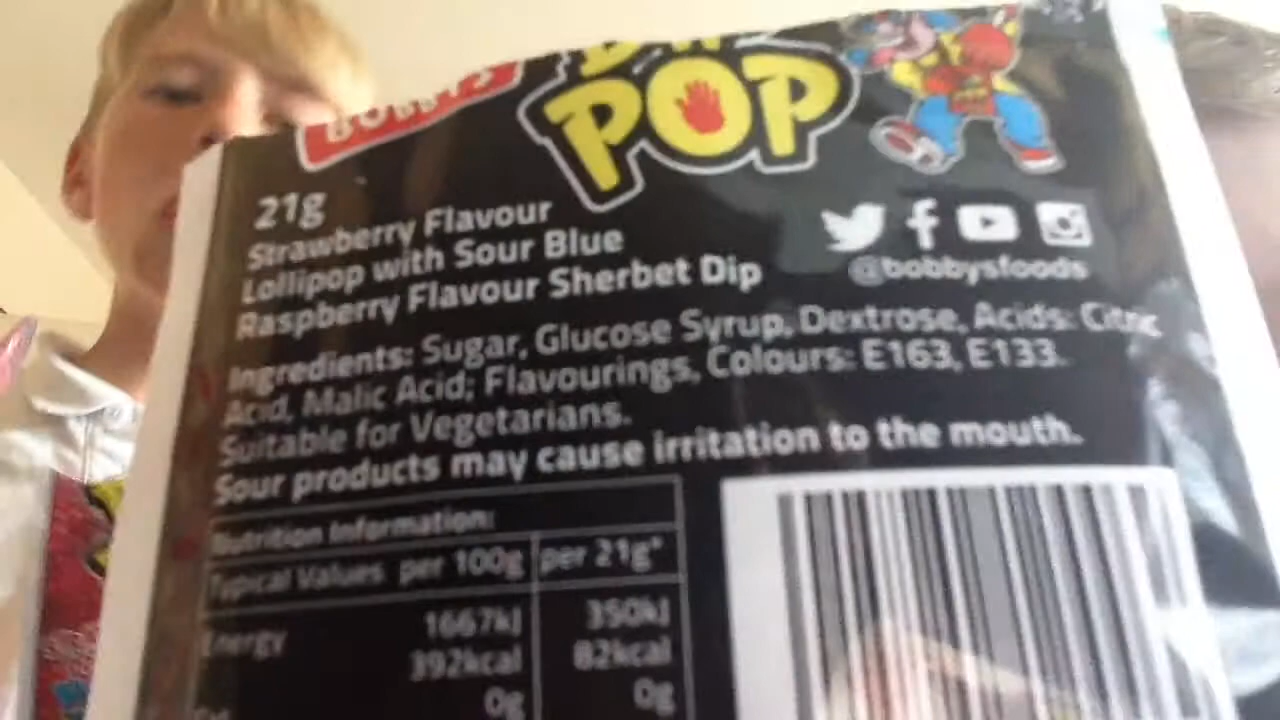 BOBBYS
DIP
POP
21g
Strawberry Flavour
Lollipop with Sour Blue
Raspberry Flavour Sherbet Dip
@bobbysfoods
Ingredients: Sugar, Glucose Syrup, Dextrose, Acids: Citric
Acid, Malic Acid; Flavourings, Colours: E163, E133.
Suitable for Vegetarians.
Sour products may cause irritation to the mouth.
Nutrition Information:
Typical Values per 100g per 21g*
Energy 1667kJ 350kJ
392kcal 82kcal
0g 0g